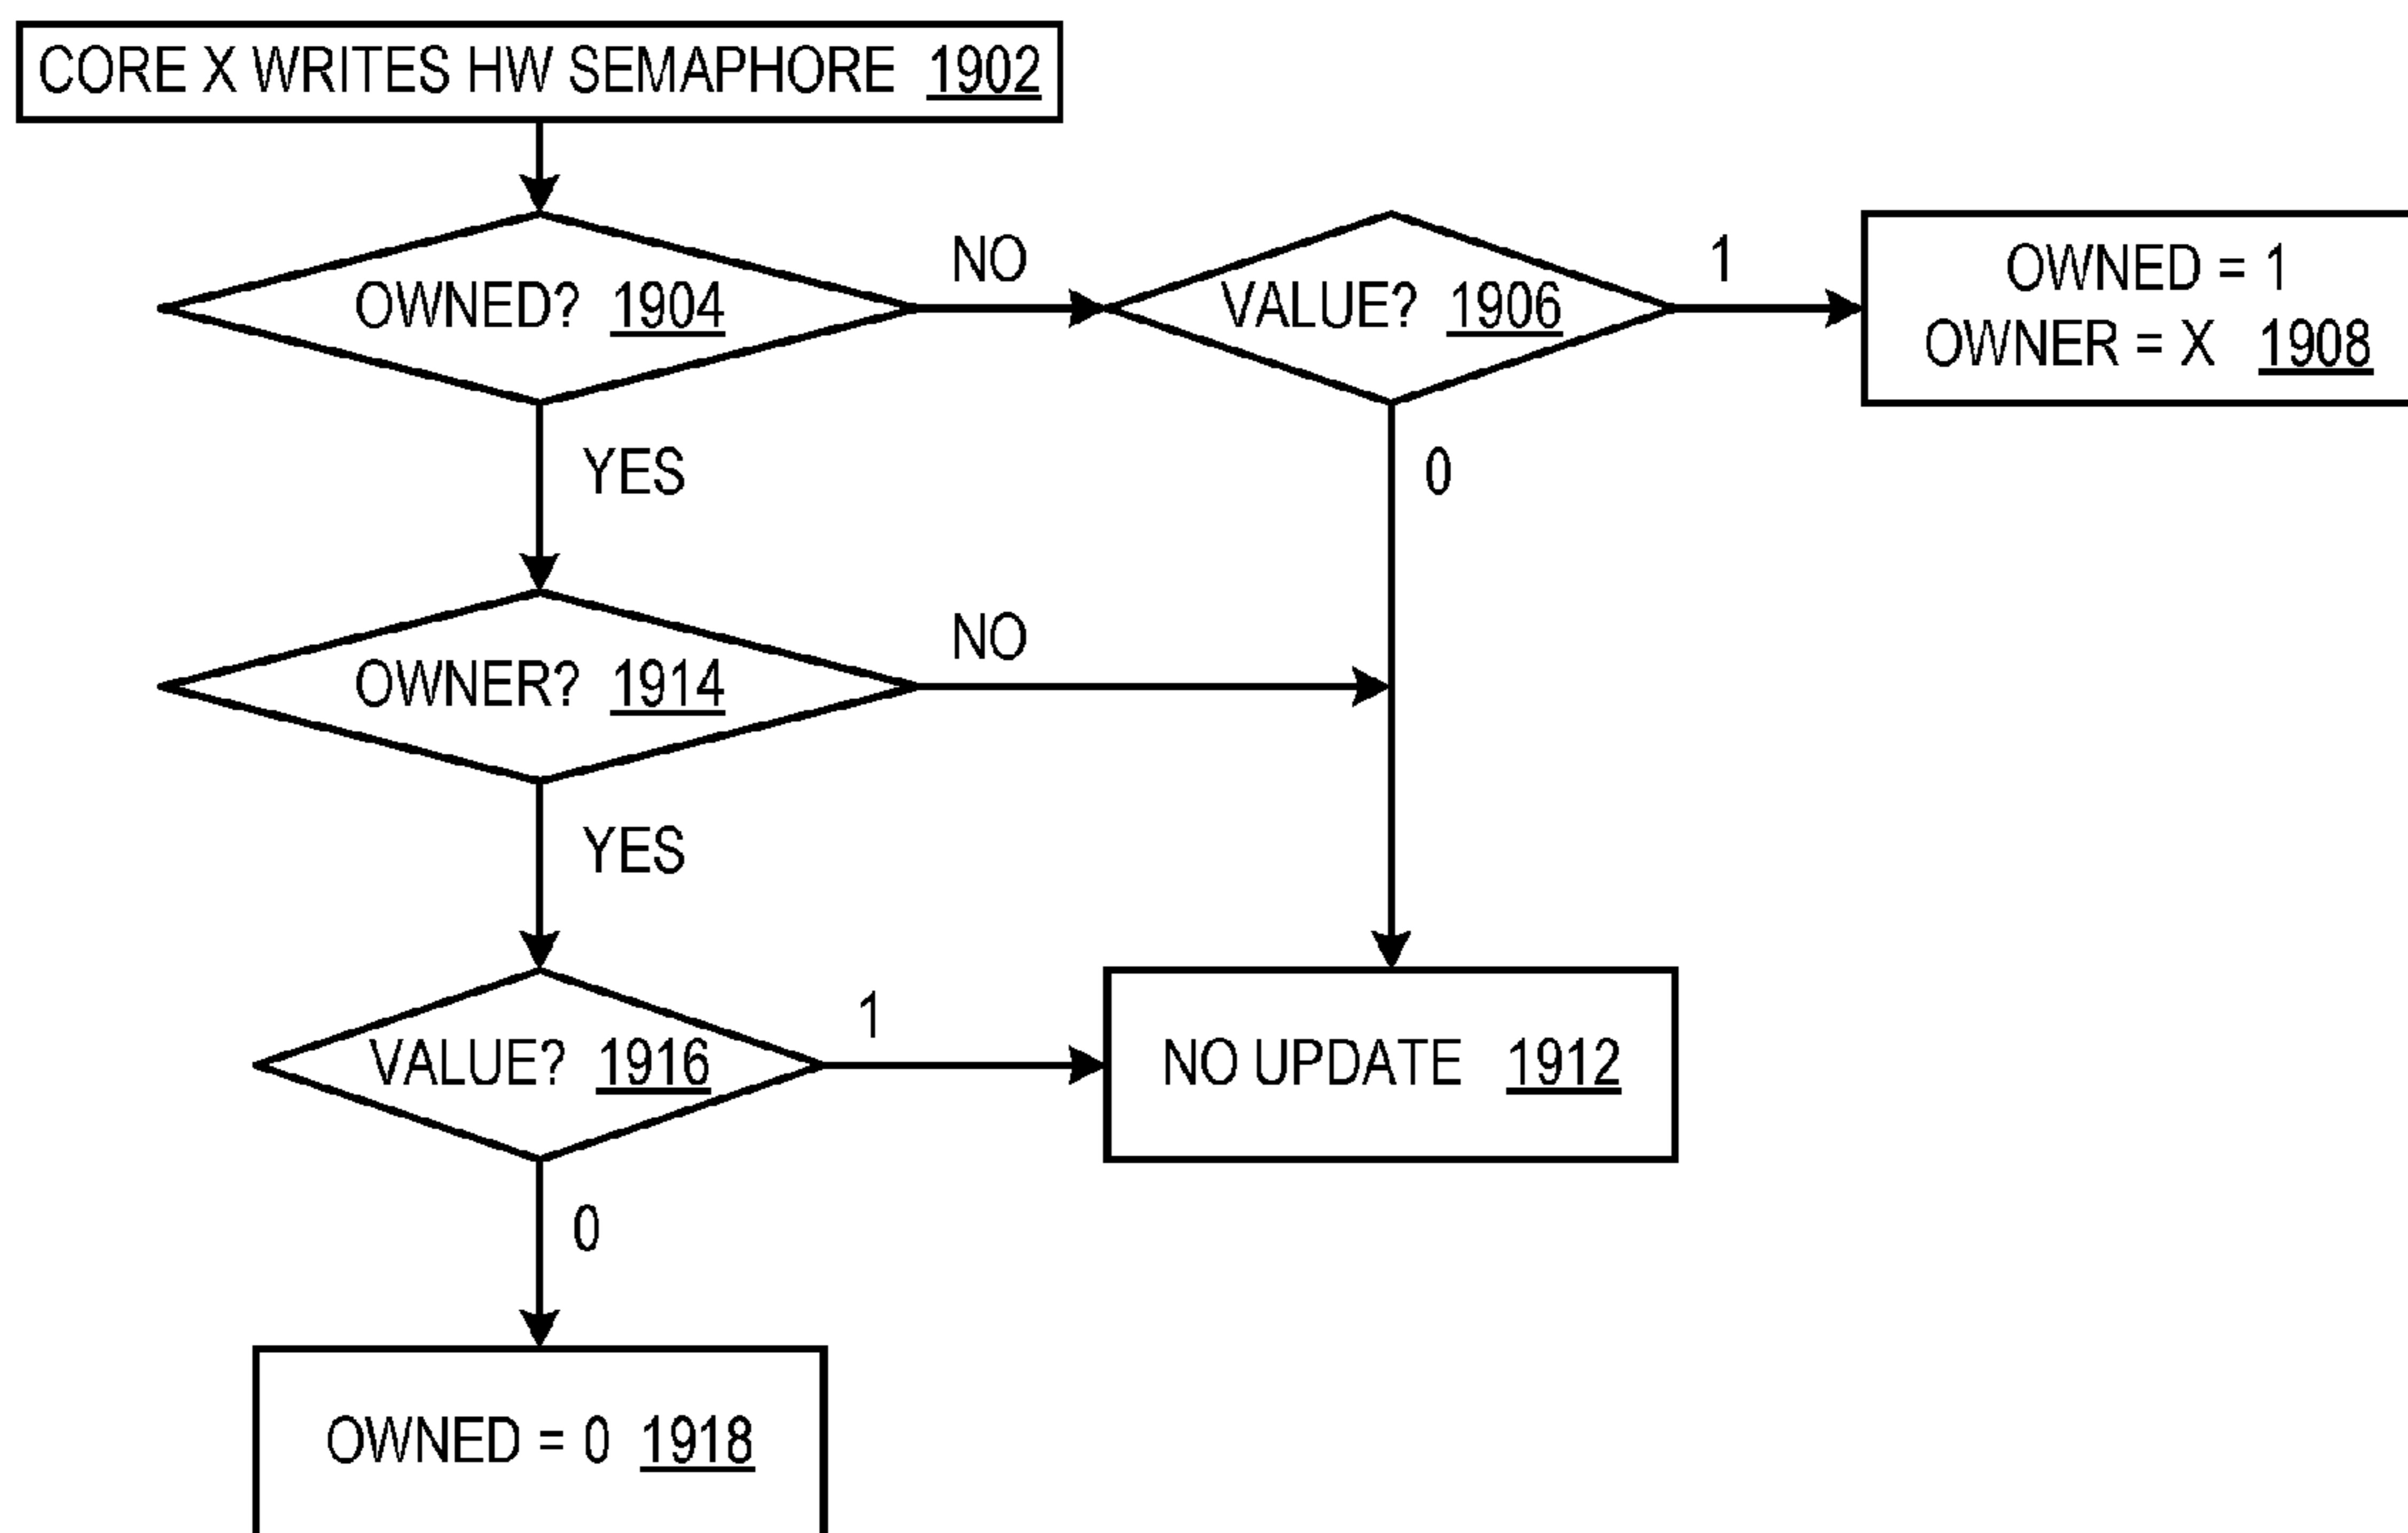 CORE X WRITES HW SEMAPHORE 1902
OWNED? 1904
NO
VALUE? 1906
1
OWNED = 1
OWNER = X 1908
YES
0
OWNER? 1914
NO
YES
VALUE? 1916
1
NO UPDATE 1912
0
OWNED = 0 1918